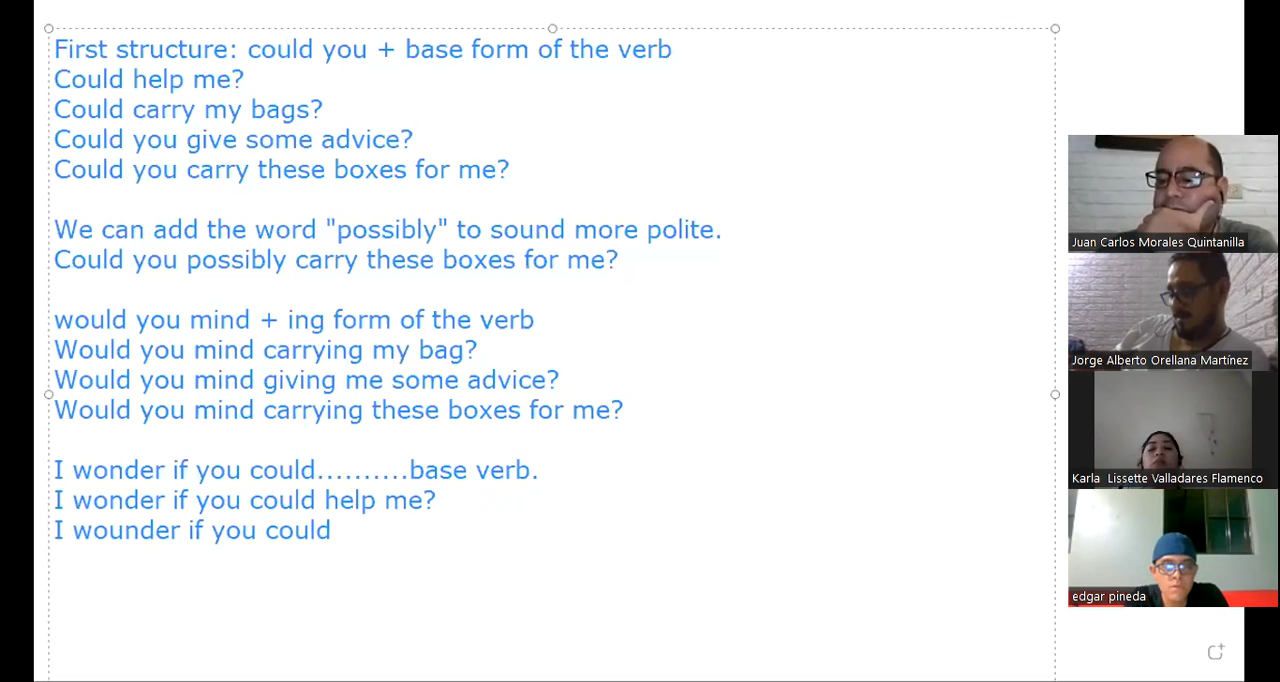 First structure: could you + base form of the verb
Could help me?
Could carry my bags?
Could you give some advice?
Could you carry these boxes for me?
We can add the word "possibly" to sound more polite.
Could you possibly carry these boxes for me?
would you mind + ing form of the verb
Would you mind carrying my bag?
Would you mind giving me some advice?
Would you mind carrying these boxes for me?
I wonder if you could..........base verb.
I wonder if you could help me?
I wounder if you could
Juan Carlos Morales Quintanilla
Jorge Alberto Orellana Martínez
Karla Lissette Valladares Flamenco
edgar pineda